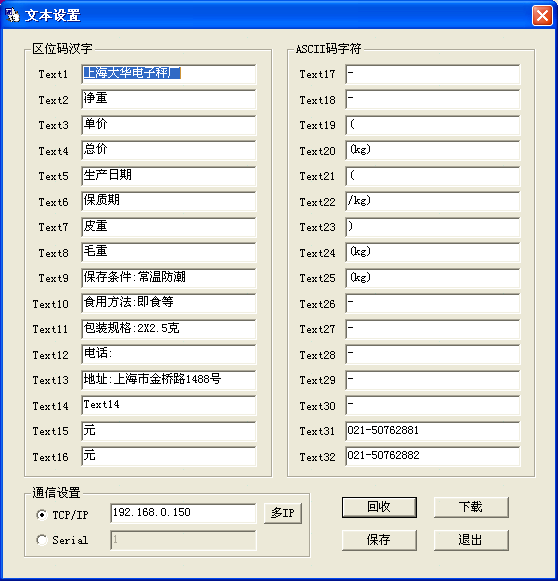 文本设置
区位码汉字
Text1 上海大华电子秤厂
Text2 净重
Text3 单价
Text4 总价
Text5 生产日期
Text6 保质期
Text7 皮重
Text8 毛重
Text9 保存条件:常温防潮
Text10 食用方法:即食等
Text11 包装规格:2X2.5克
Text12 电话:
Text13 地址:上海市金桥路1488号
Text14 Text14
Text15 元
Text16 元
ASCII码字符
Text17 -
Text18 -
Text19 (
Text20 (kg)
Text21 (
Text22 /kg)
Text23 )
Text24 (kg)
Text25 (kg)
Text26 -
Text27 -
Text28 -
Text29 -
Text30 -
Text31 021-50762881
Text32 021-50762882
通信设置
TCP/IP 192.168.0.150 多IP
Serial 1
回收 下载
保存 退出